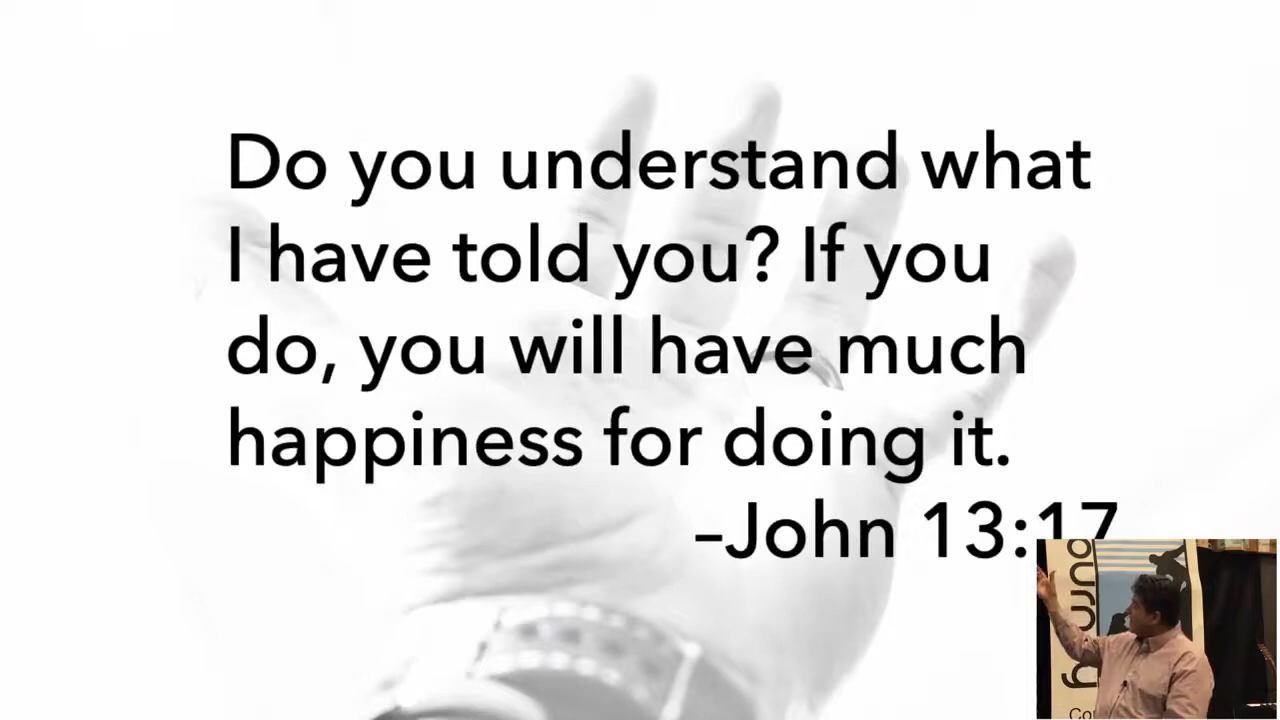 Do you understand what
I have told you? If you
do, you will have much
happiness for doing it.
–John 13:17